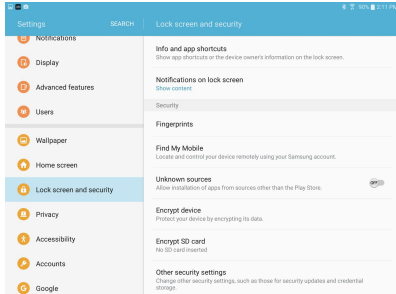 90% 2:11 PM
Settings
SEARCH
Lock screen and security
Notifications
Display
Advanced features
Users
Wallpaper
Home screen
Lock screen and security
Privacy
Accessibility
Accounts
Google
Info and app shortcuts
Show app shortcuts or the device owner's information on the lock screen.
Notifications on lock screen
Show content
Security
Fingerprints
Find My Mobile
Locate and control your device remotely using your Samsung account.
Unknown sources
Allow installation of apps from sources other than the Play Store.
OFF
Encrypt device
Protect your device by encrypting its data.
Encrypt SD card
No SD card inserted
Other security settings
Change other security settings, such as those for security updates and credential
storage.